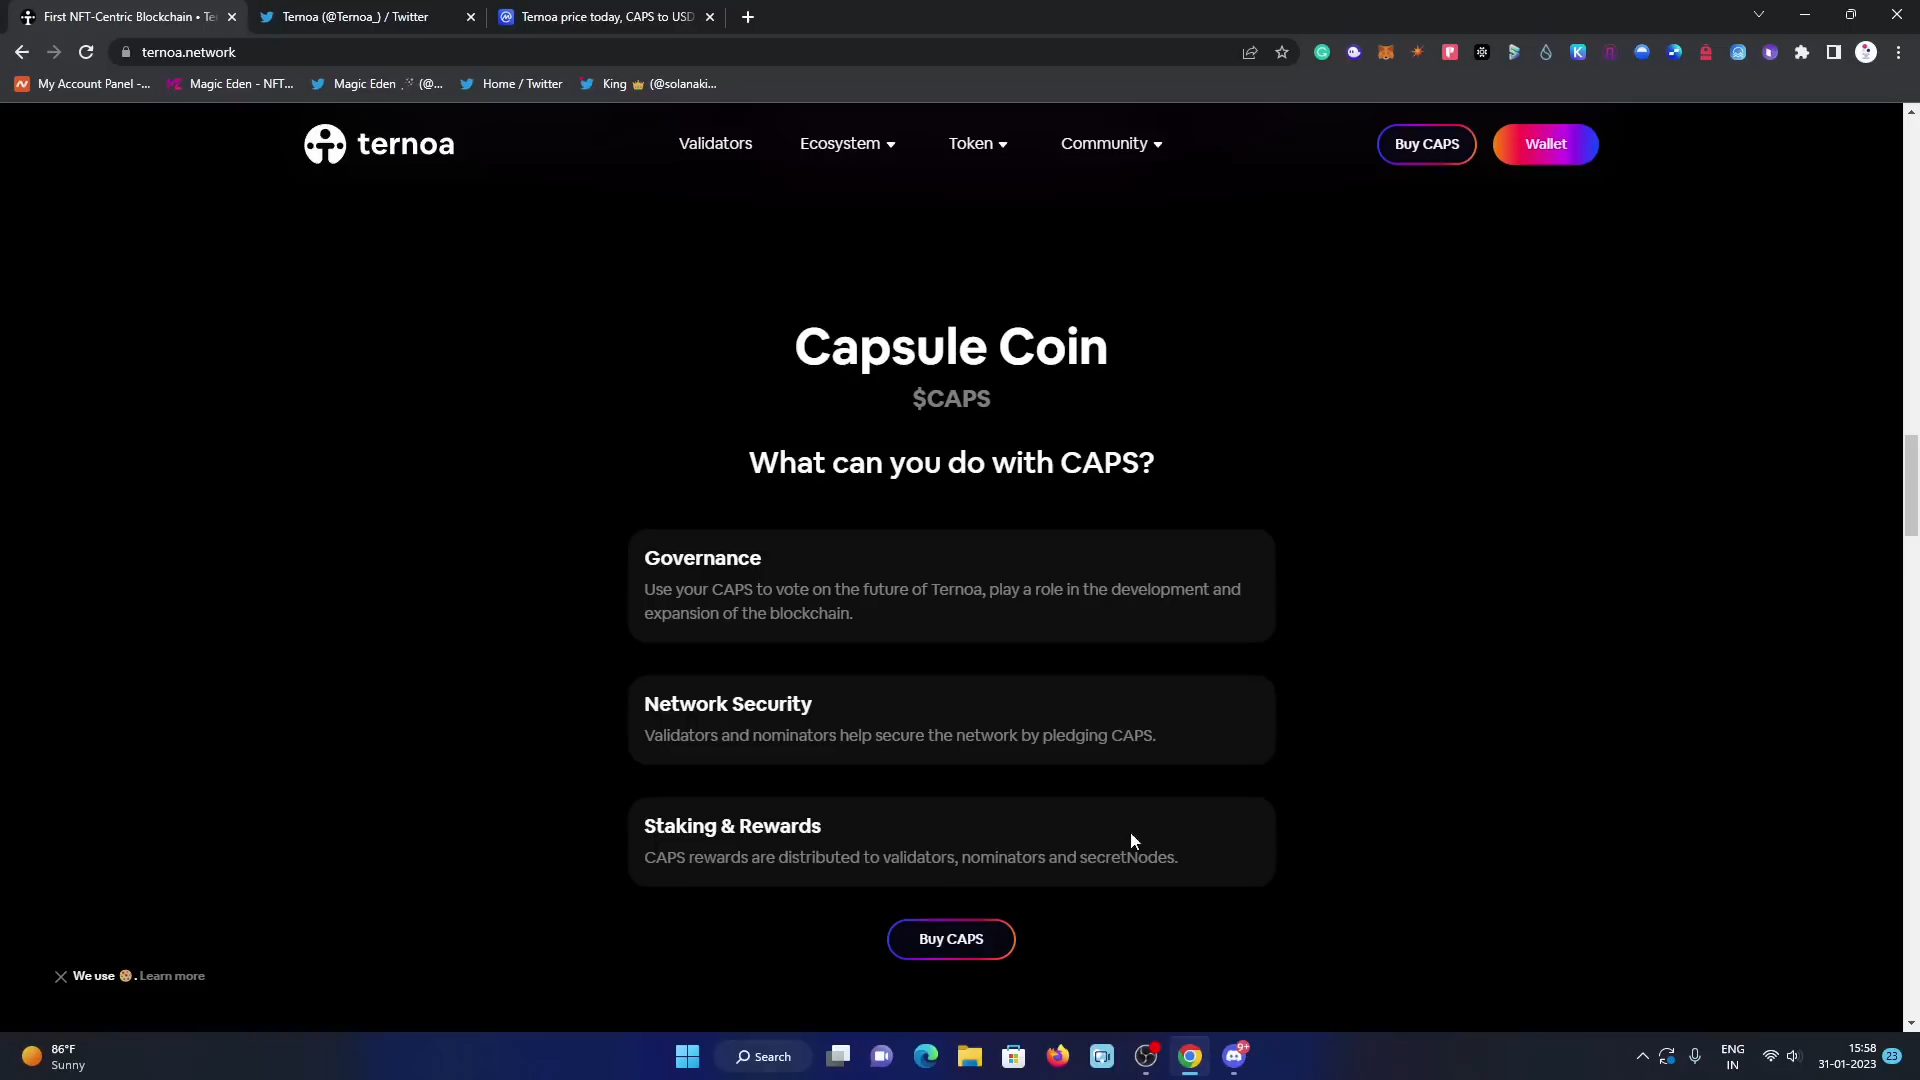 First NFT-Centric Blockchain • Te
Ternoa (@Ternoa_) / Twitter
Ternoa price today, CAPS to USD
ternoa.network
My Account Panel -...
Magic Eden - NFT...
Magic Eden (@...
Home / Twitter
King 👑 (@solanaki...
ternoa
Validators
Ecosystem
Token
Community
Buy CAPS
Wallet
Capsule Coin
$CAPS
What can you do with CAPS?
Governance
Use your CAPS to vote on the future of Ternoa, play a role in the development and
expansion of the blockchain.
Network Security
Validators and nominators help secure the network by pledging CAPS.
Staking & Rewards
CAPS rewards are distributed to validators, nominators and secretNodes.
Buy CAPS
We use 🍪. Learn more
86°F
Sunny
Search
9+
ENG
IN
15:58
31-01-2023
23